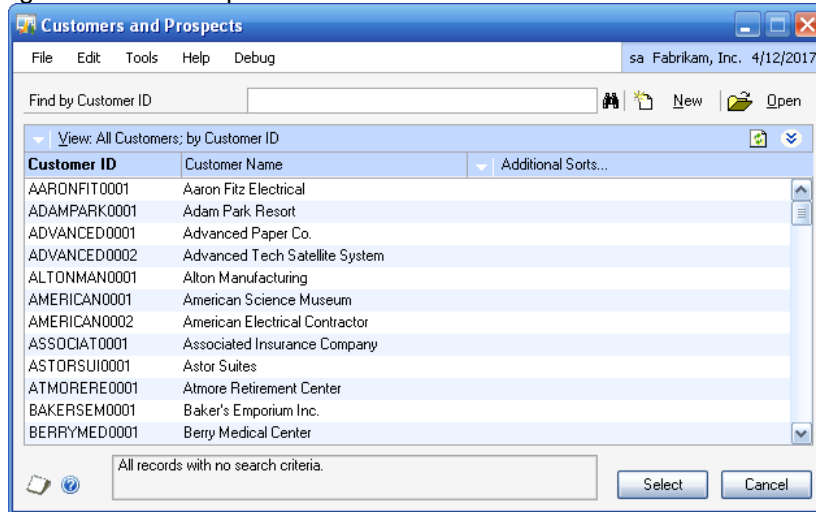 Customers and Prospects
File Edit Tools Help Debug sa Fabrikam, Inc. 4/12/2017
Find by Customer ID New Open
View: All Customers; by Customer ID
Customer ID Customer Name Additional Sorts...
AARONFIT0001 Aaron Fitz Electrical
ADAMPARK0001 Adam Park Resort
ADVANCED0001 Advanced Paper Co.
ADVANCED0002 Advanced Tech Satellite System
ALTONMAN0001 Alton Manufacturing
AMERICAN0001 American Science Museum
AMERICAN0002 American Electrical Contractor
ASSOCIAT0001 Associated Insurance Company
ASTORSUI0001 Astor Suites
ATMORERE0001 Atmore Retirement Center
BAKERSEM0001 Baker's Emporium Inc.
BERRYMED0001 Berry Medical Center
All records with no search criteria.
Select Cancel